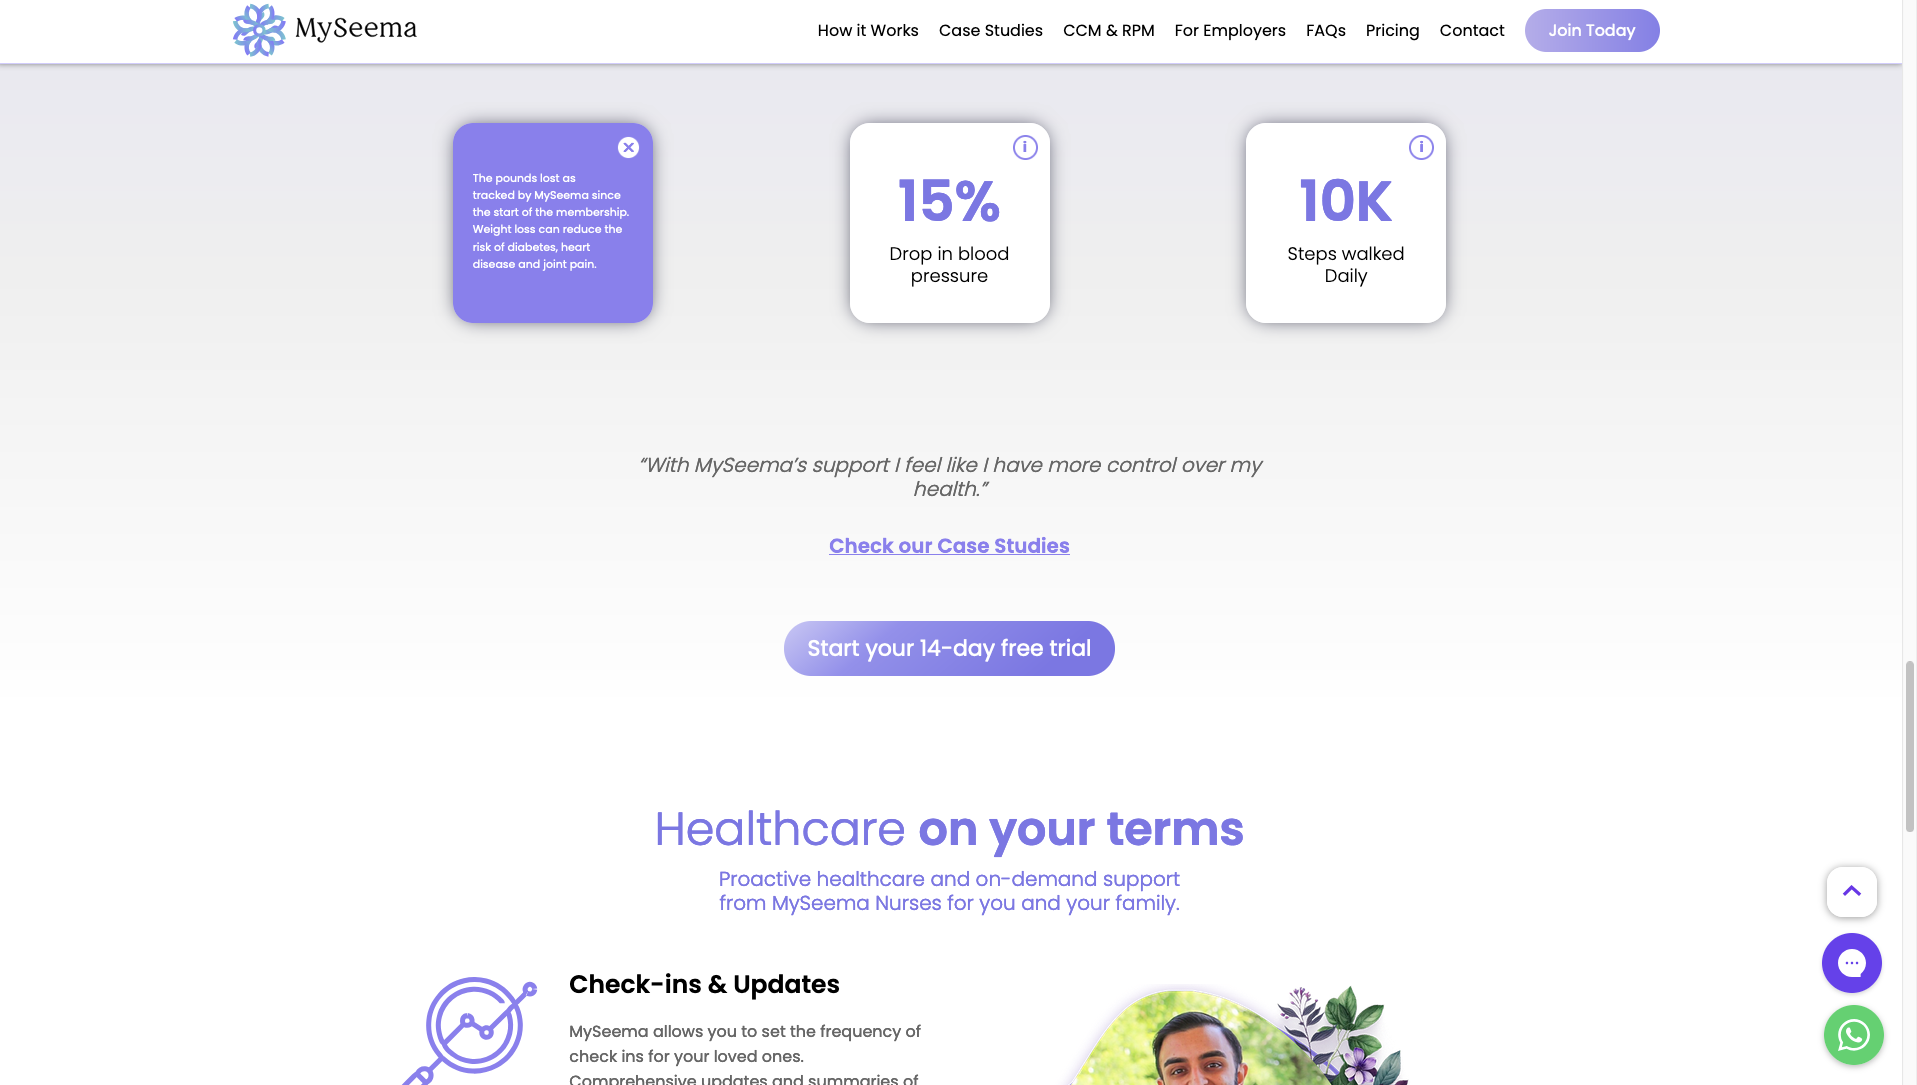 MySeema
How it Works
Case Studies
CCM & RPM
For Employers
FAQs
Pricing
Contact
Join Today
The pounds lost as
tracked by MySeema since
the start of the membership.
Weight loss can reduce the
risk of diabetes, heart
disease and joint pain.
i
15%
Drop in blood
pressure
i
10K
Steps walked
Daily
“With MySeema’s support I feel like I have more control over my
health.”
Check our Case Studies
Start your 14-day free trial
Healthcare on your terms
Proactive healthcare and on-demand support
from MySeema Nurses for you and your family.
Check-ins & Updates
MySeema allows you to set the frequency of
check ins for your loved ones.
Comprehensive updates and summaries of